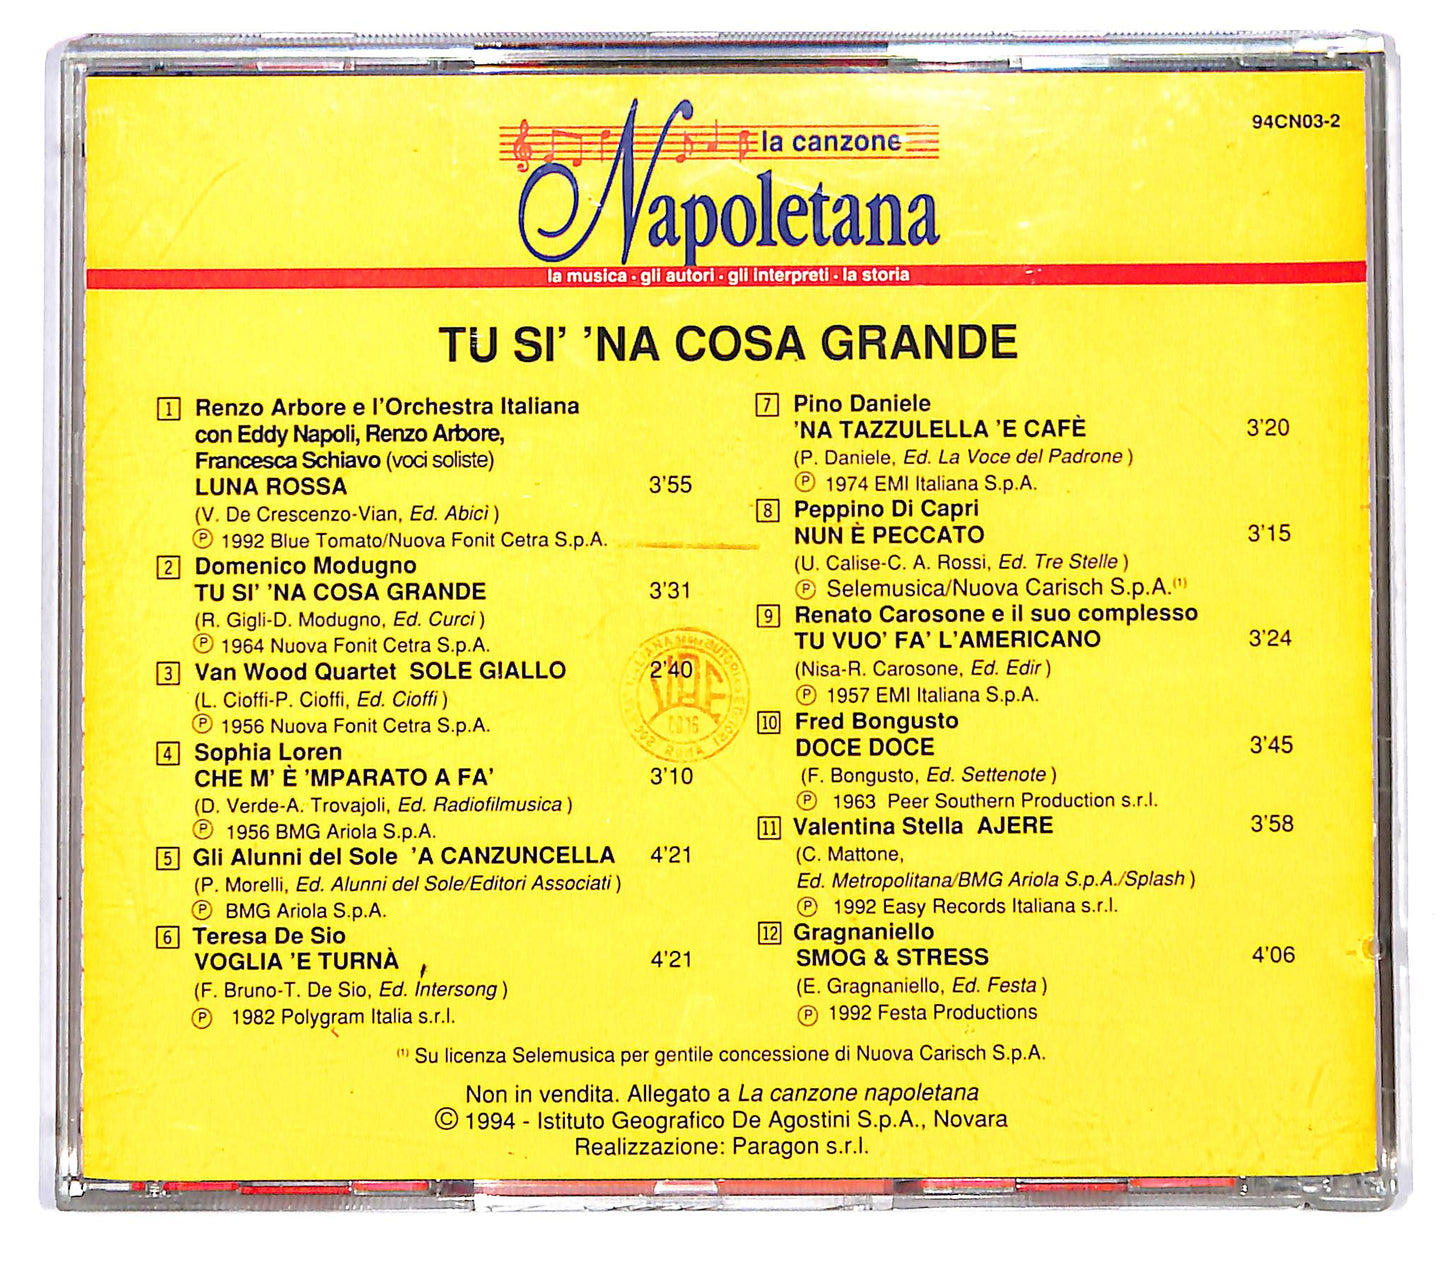 94CN03-2
la canzone
Napoletana
la musica · gli autori · gli interpreti · la storia
TU SI' 'NA COSA GRANDE
1 Renzo Arbore e l'Orchestra Italiana
con Eddy Napoli, Renzo Arbore,
Francesca Schiavo (voci soliste)
LUNA ROSSA 3'55
(V. De Crescenzo-Vian, Ed. Abici)
℗ 1992 Blue Tomato/Nuova Fonit Cetra S.p.A.
2 Domenico Modugno
TU SI' 'NA COSA GRANDE 3'31
(R. Gigli-D. Modugno, Ed. Curci)
℗ 1964 Nuova Fonit Cetra S.p.A.
3 Van Wood Quartet SOLE GIALLO 2'40
(L. Cioffi-P. Cioffi, Ed. Cioffi)
℗ 1956 Nuova Fonit Cetra S.p.A.
4 Sophia Loren
CHE M' È 'MPARATO A FA' 3'10
(D. Verde-A. Trovajoli, Ed. Radiofilmusica)
℗ 1956 BMG Ariola S.p.A.
5 Gli Alunni del Sole 'A CANZUNCELLA 4'21
(P. Morelli, Ed. Alunni del Sole/Editori Associati)
℗ BMG Ariola S.p.A.
6 Teresa De Sio
VOGLIA 'E TURNÀ 4'21
(F. Bruno-T. De Sio, Ed. Intersong)
℗ 1982 Polygram Italia s.r.l.
7 Pino Daniele
'NA TAZZULELLA 'E CAFÈ 3'20
(P. Daniele, Ed. La Voce del Padrone)
℗ 1974 EMI Italiana S.p.A.
8 Peppino Di Capri
NUN È PECCATO 3'15
(U. Calise-C. A. Rossi, Ed. Tre Stelle)
℗ Selemusica/Nuova Carisch S.p.A.(1)
9 Renato Carosone e il suo complesso
TU VUO' FA' L'AMERICANO 3'24
(Nisa-R. Carosone, Ed. Edir)
℗ 1957 EMI Italiana S.p.A.
10 Fred Bongusto
DOCE DOCE 3'45
(F. Bongusto, Ed. Settenote)
℗ 1963 Peer Southern Production s.r.l.
11 Valentina Stella AJERE 3'58
(C. Mattone,
Ed. Metropolitana/BMG Ariola S.p.A./Splash)
℗ 1992 Easy Records Italiana s.r.l.
12 Gragnaniello
SMOG & STRESS 4'06
(E. Gragnaniello, Ed. Festa)
℗ 1992 Festa Productions
(1) Su licenza Selemusica per gentile concessione di Nuova Carisch S.p.A.
Non in vendita. Allegato a La canzone napoletana
© 1994 - Istituto Geografico De Agostini S.p.A., Novara
Realizzazione: Paragon s.r.l.